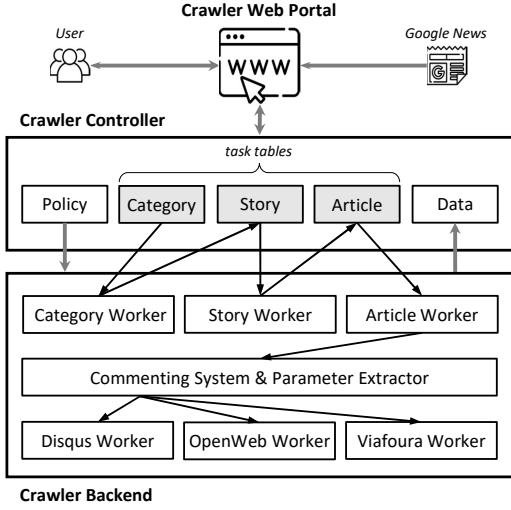 Crawler Web Portal
User
Google News
WWW
G
Crawler Controller
task tables
Policy
Category
Story
Article
Data
Category Worker
Story Worker
Article Worker
Commenting System & Parameter Extractor
Disqus Worker
OpenWeb Worker
Viafoura Worker
Crawler Backend